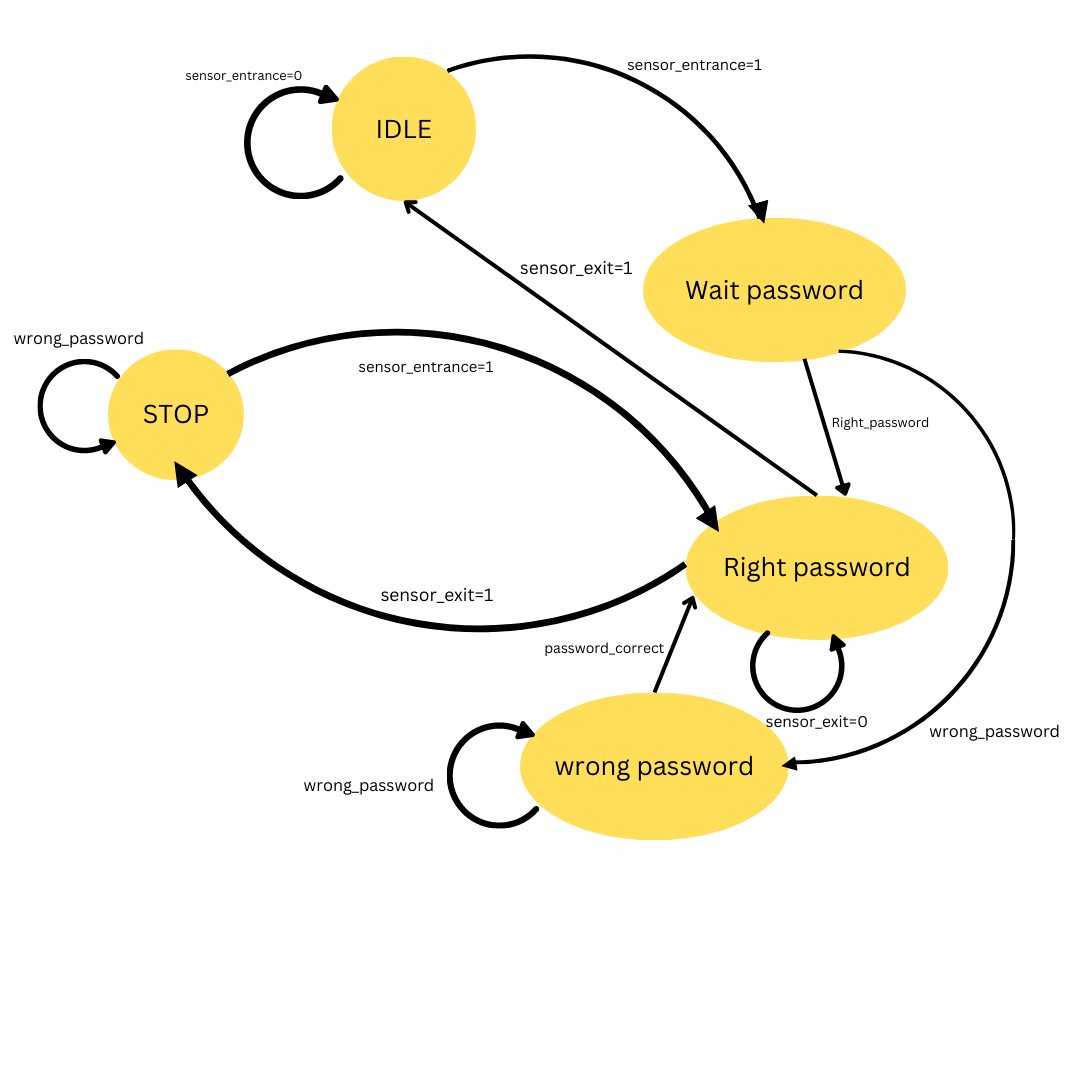 sensor_entrance=1
sensor_entrance=0
IDLE
sensor_exit=1
Wait password
wrong_password
sensor_entrance=1
STOP
Right_password
Right password
sensor_exit=1
password_correct
sensor_exit=0
wrong_password
wrong password
wrong_password